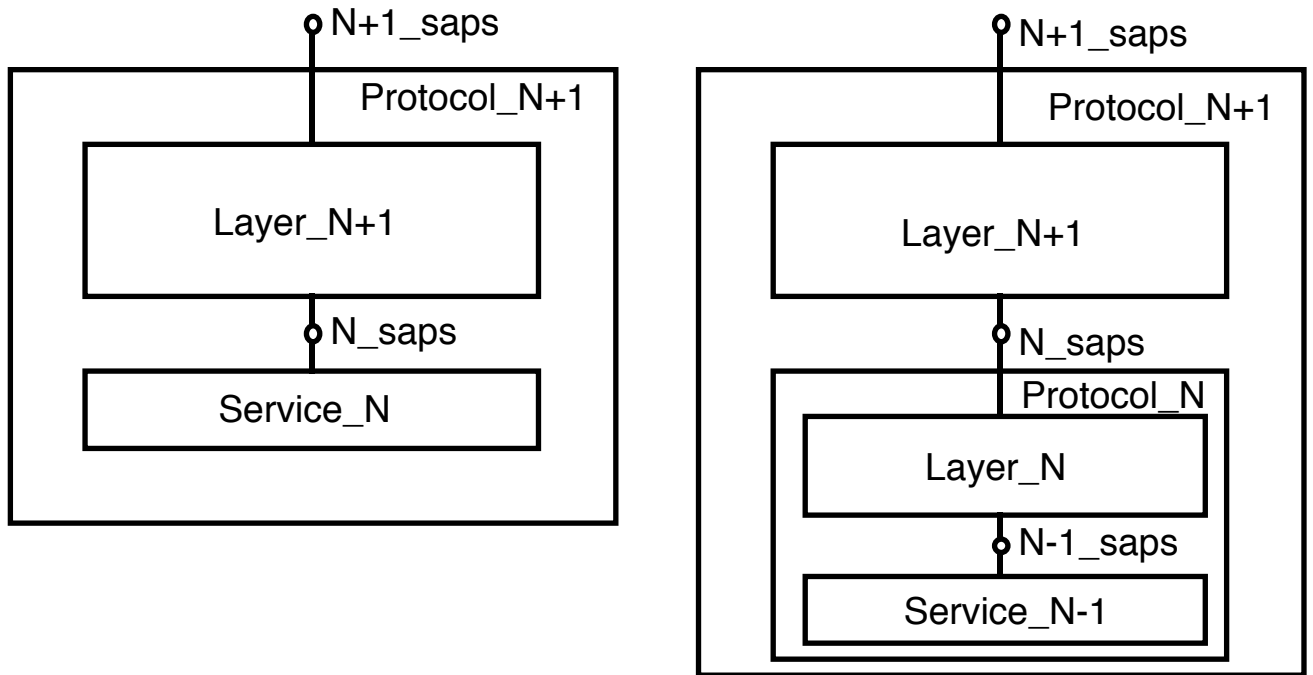 N+1_saps
Protocol_N+1
Layer_N+1
N_saps
Service_N
N+1_saps
Protocol_N+1
Layer_N+1
N_saps
Protocol_N
Layer_N
N-1_saps
Service_N-1